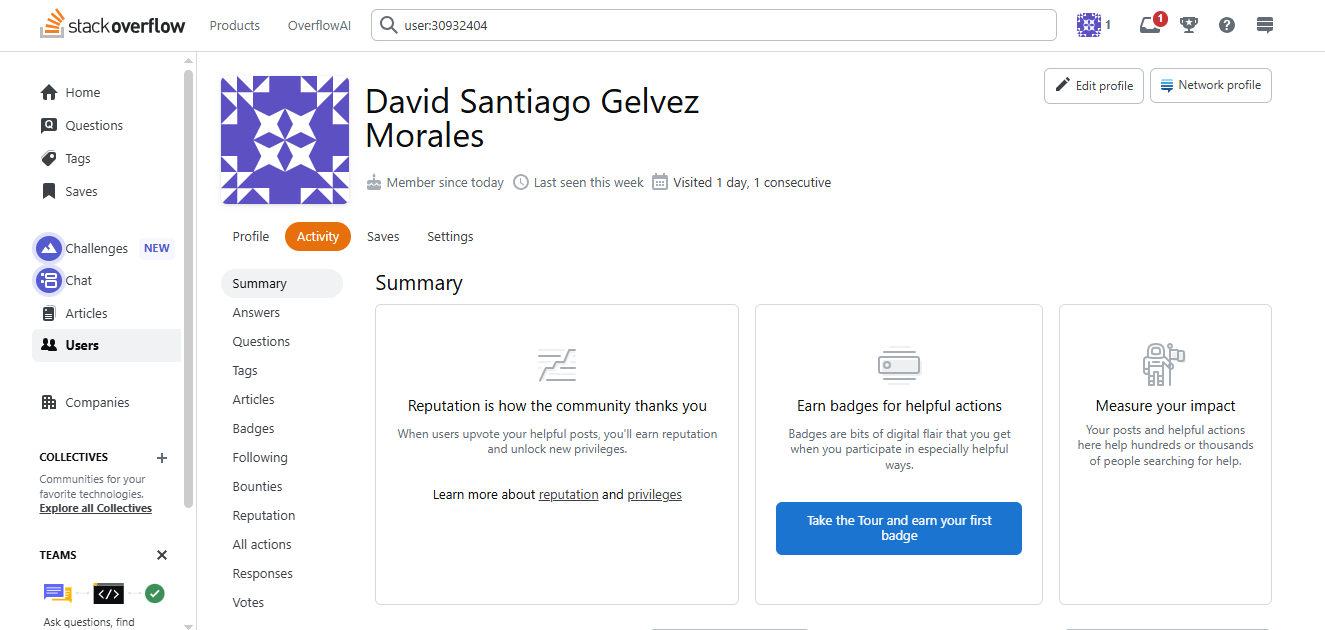 stackoverflow
Products
OverflowAI
user:30932404
1
1
Home
Questions
Tags
Saves
Challenges NEW
Chat
Articles
Users
Companies
COLLECTIVES
Communities for your
favorite technologies.
Explore all Collectives
TEAMS
Ask questions, find
David Santiago Gelvez
Morales
Edit profile
Network profile
Member since today
Last seen this week
Visited 1 day, 1 consecutive
Profile
Activity
Saves
Settings
Summary
Answers
Questions
Tags
Articles
Badges
Following
Bounties
Reputation
All actions
Responses
Votes
Summary
Reputation is how the community thanks you
When users upvote your helpful posts, you'll earn reputation
and unlock new privileges.
Learn more about reputation and privileges
Earn badges for helpful actions
Badges are bits of digital flair that you get
when you participate in especially helpful
ways.
Take the Tour and earn your first
badge
Measure your impact
Your posts and helpful actions
here help hundreds or thousands
of people searching for help.